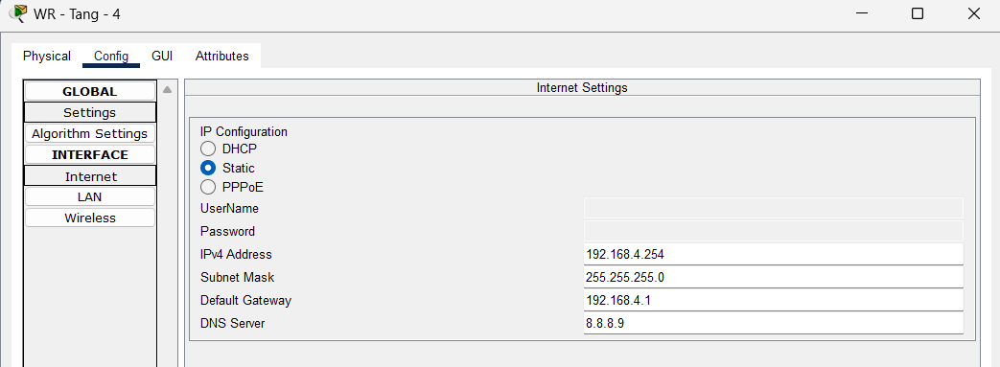 WR - Tang - 4
Physical Config GUI Attributes
GLOBAL
Settings
Algorithm Settings
INTERFACE
Internet
LAN
Wireless
Internet Settings
IP Configuration
DHCP
Static
PPPoE
UserName
Password
IPv4 Address 192.168.4.254
Subnet Mask 255.255.255.0
Default Gateway 192.168.4.1
DNS Server 8.8.8.9